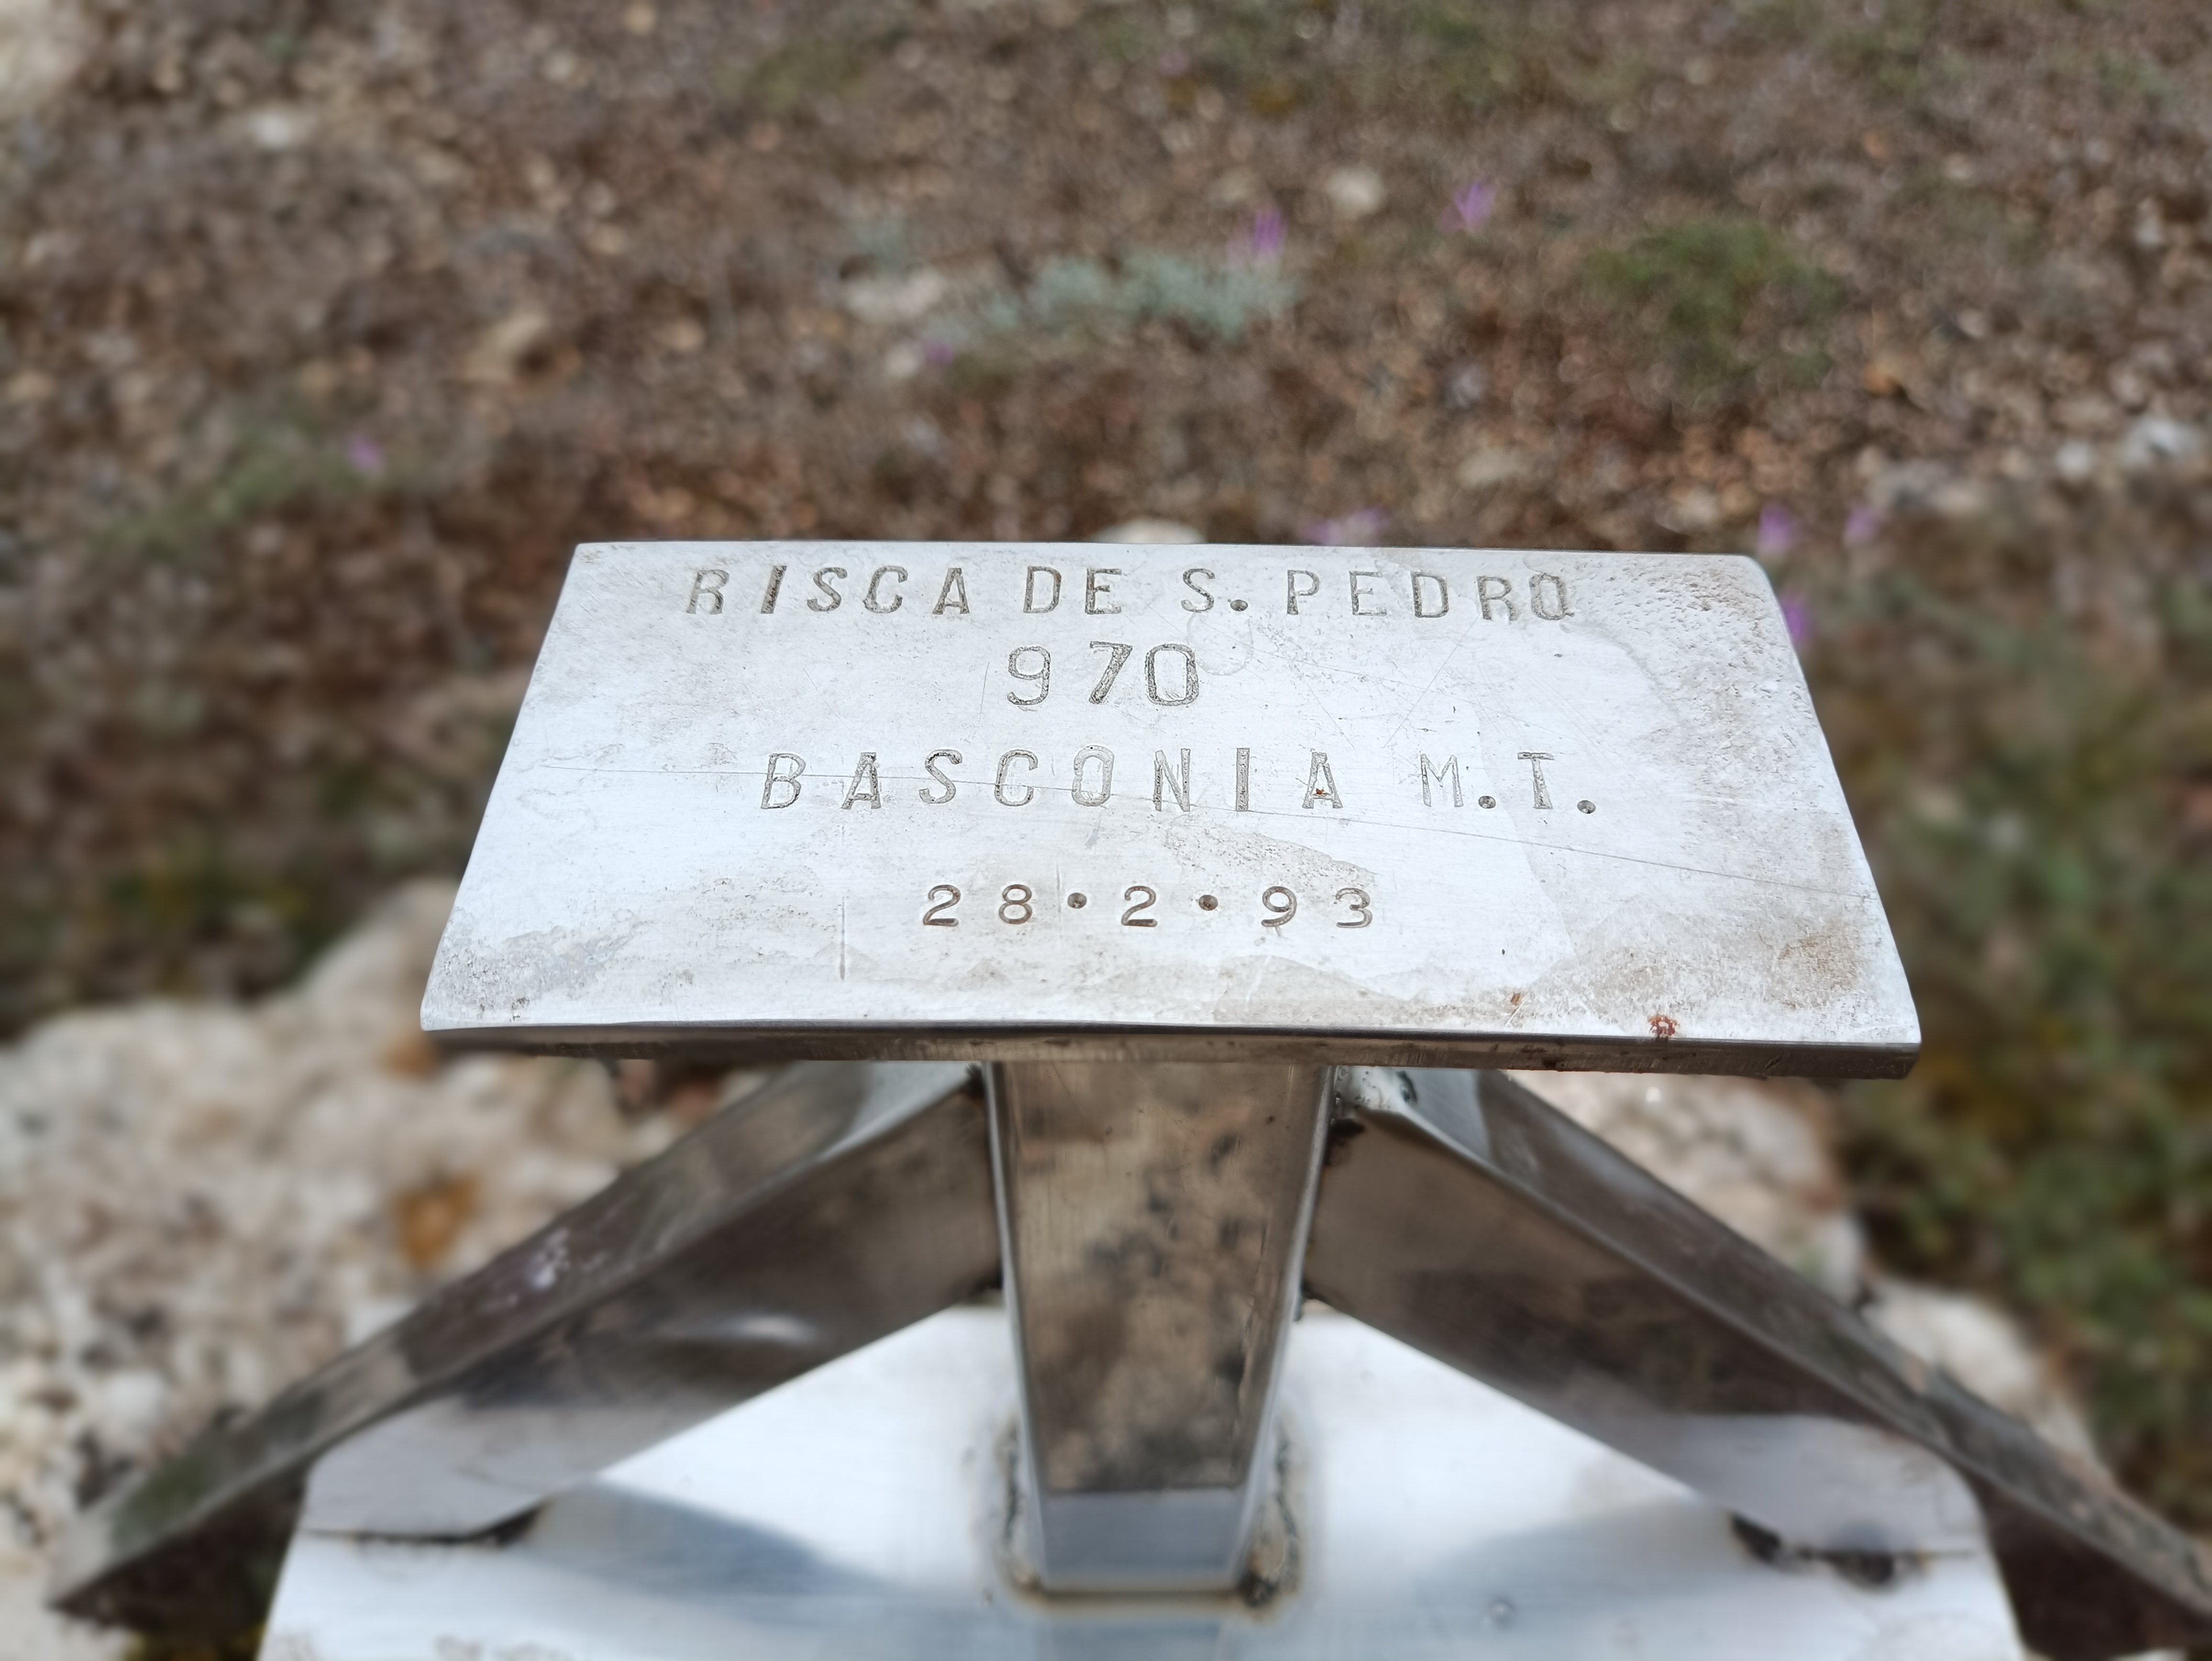 RISCA DE S. PEDRO
970
BASCONIA M.T.
28·2·93